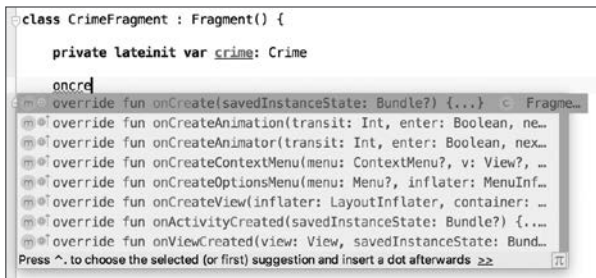 class CrimeFragment : Fragment() {
private lateinit var crime: Crime
oncre
override fun onCreate(savedInstanceState: Bundle?) {...} Fragme…
override fun onCreateAnimation(transit: Int, enter: Boolean, ne…
override fun onCreateAnimator(transit: Int, enter: Boolean, nex…
override fun onCreateContextMenu(menu: ContextMenu?, v: View?, …
override fun onCreateOptionsMenu(menu: Menu?, inflater: MenuInf…
override fun onCreateView(inflater: LayoutInflater, container: …
override fun onActivityCreated(savedInstanceState: Bundle?) {..…
override fun onViewCreated(view: View, savedInstanceState: Bund…
Press ^. to choose the selected (or first) suggestion and insert a dot afterwards >> π